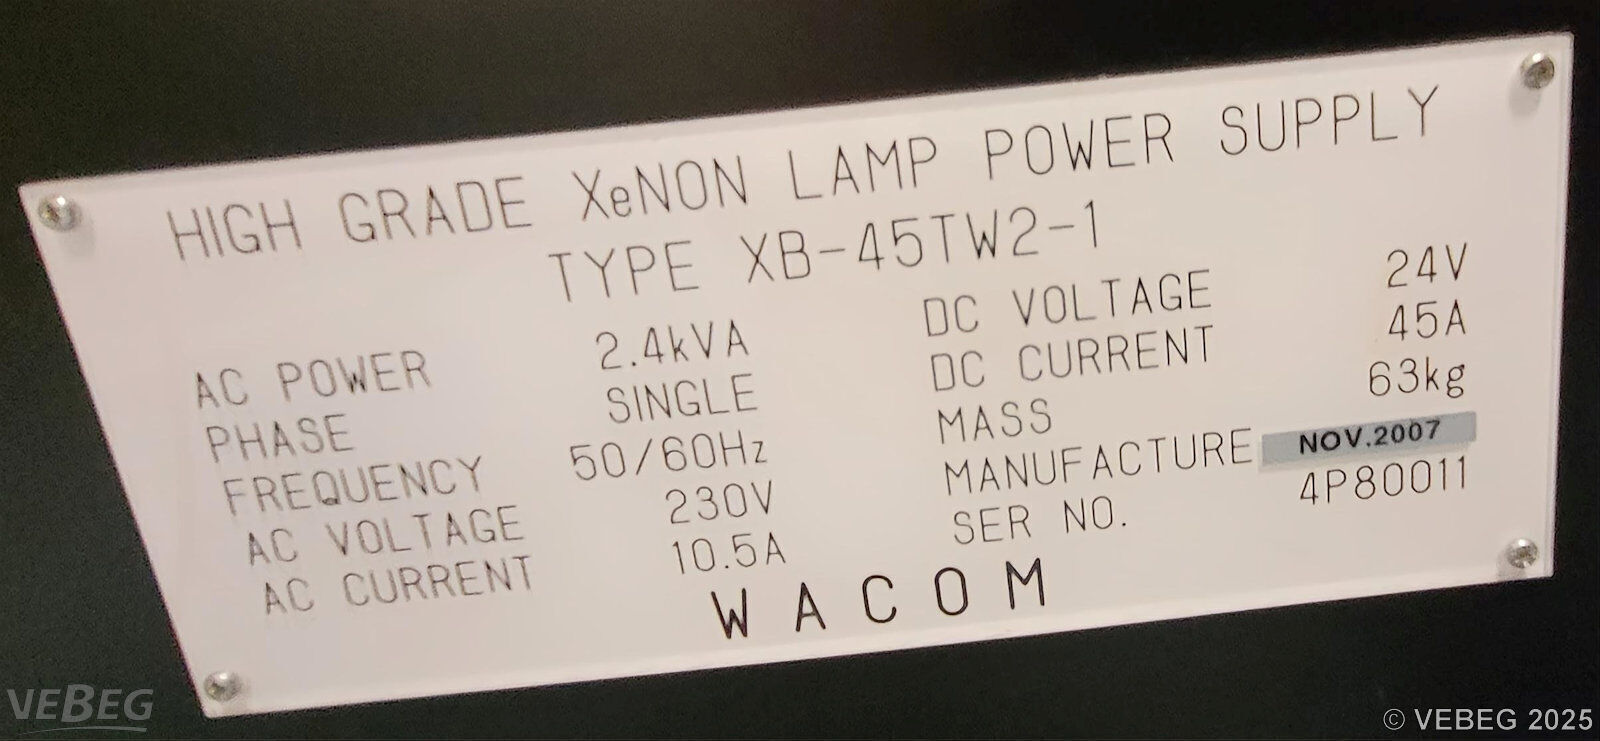 HIGH GRADE XeNON LAMP POWER SUPPLY
TYPE XB-45TW2-1
AC POWER 2.4kVA
PHASE SINGLE
FREQUENCY 50/60Hz
AC VOLTAGE 230V
AC CURRENT 10.5A
DC VOLTAGE 24V
DC CURRENT 45A
MASS 63kg
MANUFACTURE NOV.2007
SER NO. 4P80011
WACOM
VEBEG
© VEBEG 2025